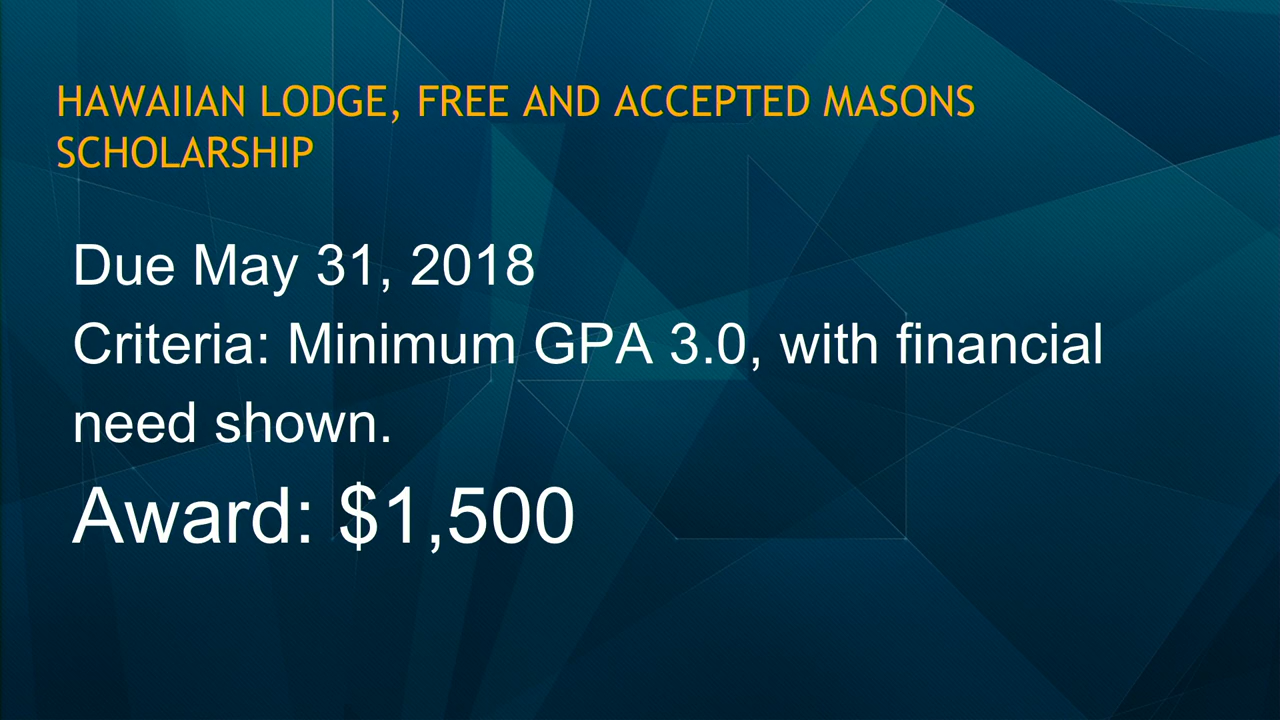 HAWAIIAN LODGE, FREE AND ACCEPTED MASONS
SCHOLARSHIP
Due May 31, 2018
Criteria: Minimum GPA 3.0, with financial
need shown.
Award: $1,500